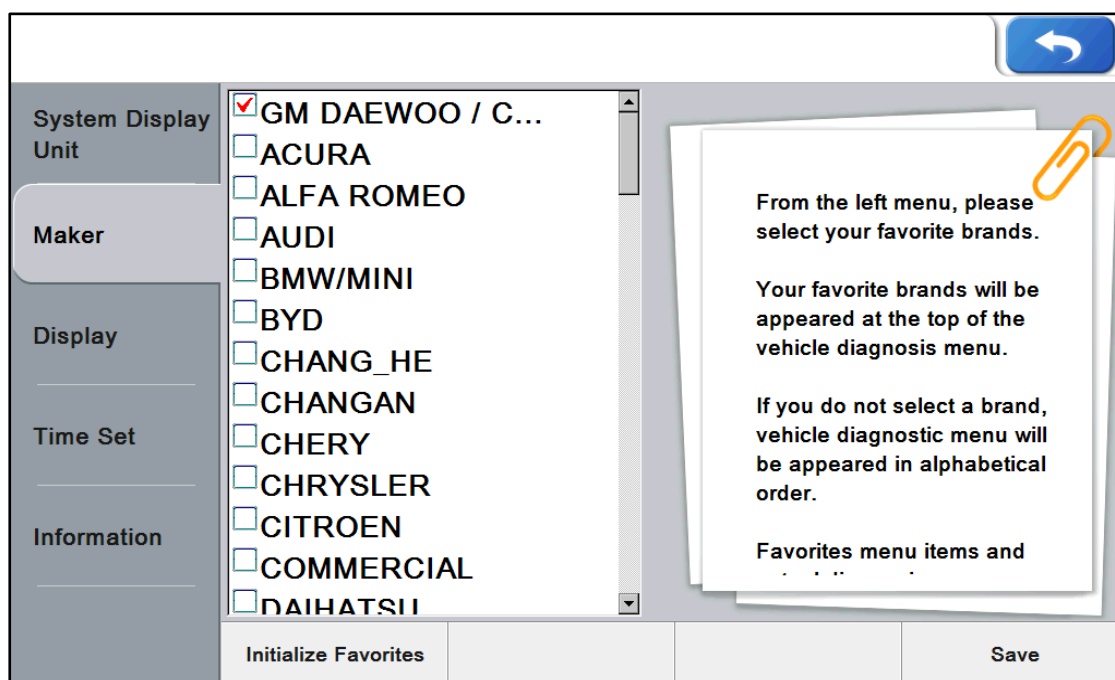 System Display
Unit
Maker
Display
Time Set
Information
GM DAEWOO / C...
ACURA
ALFA ROMEO
AUDI
BMW/MINI
BYD
CHANG_HE
CHANGAN
CHERY
CHRYSLER
CITROEN
COMMERCIAL
DAIHATSU
From the left menu, please
select your favorite brands.
Your favorite brands will be
appeared at the top of the
vehicle diagnosis menu.
If you do not select a brand,
vehicle diagnostic menu will
be appeared in alphabetical
order.
Favorites menu items and
Initialize Favorites
Save